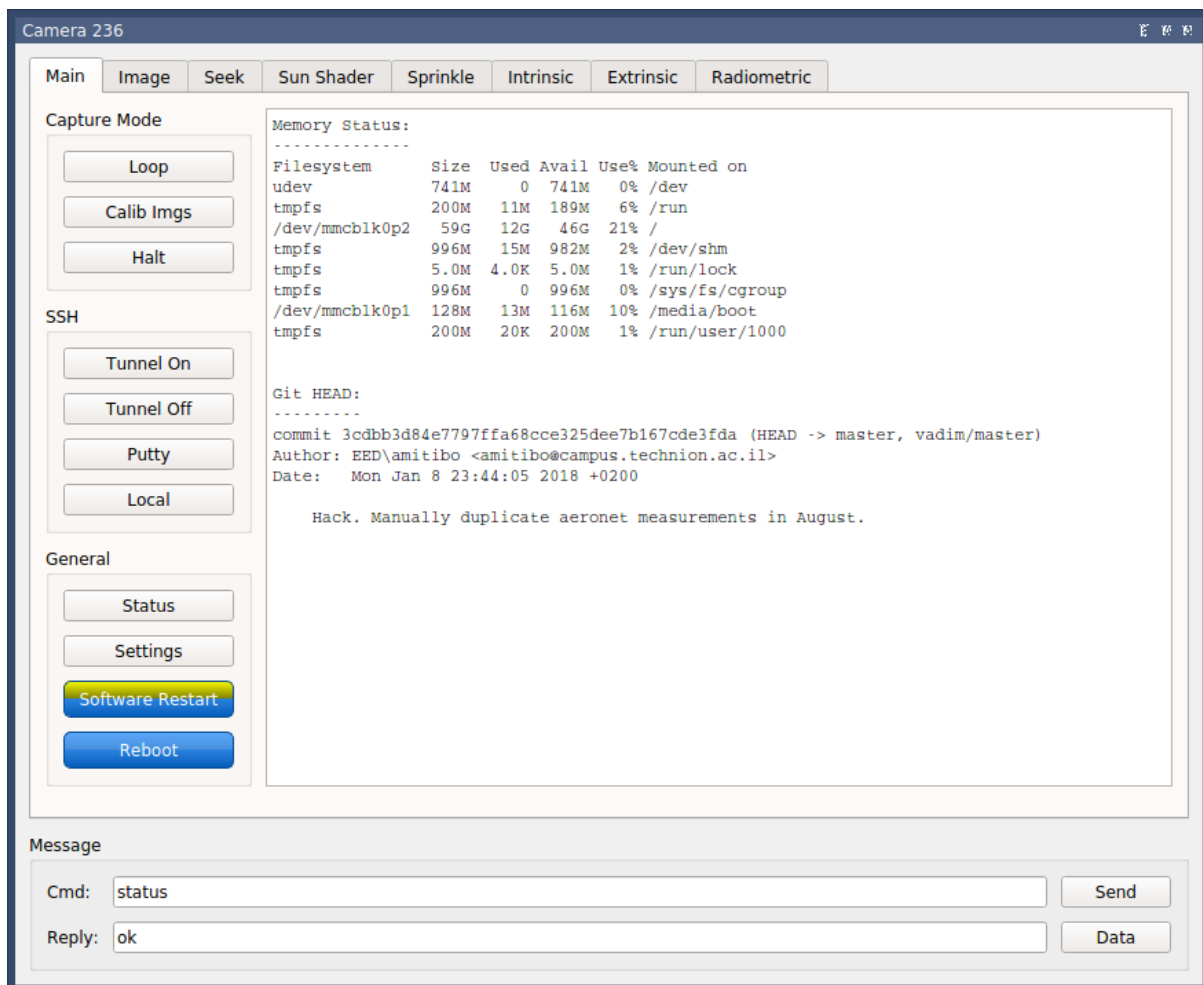 Camera 236
Main Image Seek Sun Shader Sprinkle Intrinsic Extrinsic Radiometric
Capture Mode
Loop
Calib Imgs
Halt
SSH
Tunnel On
Tunnel Off
Putty
Local
General
Status
Settings
Software Restart
Reboot
Memory Status:
--------------
Filesystem      Size  Used Avail Use% Mounted on
udev            741M     0  741M   0% /dev
tmpfs           200M   11M  189M   6% /run
/dev/mmcblk0p2   59G   12G   46G  21% /
tmpfs           996M   15M  982M   2% /dev/shm
tmpfs           5.0M  4.0K  5.0M   1% /run/lock
tmpfs           996M     0  996M   0% /sys/fs/cgroup
/dev/mmcblk0p1  128M   13M  116M  10% /media/boot
tmpfs           200M   20K  200M   1% /run/user/1000
Git HEAD:
---------
commit 3cdbb3d84e7797ffa68cce325dee7b167cde3fda (HEAD -> master, vadim/master)
Author: EED\amitibo <amitibo@campus.technion.ac.il>
Date:   Mon Jan 8 23:44:05 2018 +0200
    Hack. Manually duplicate aeronet measurements in August.
Message
Cmd: status Send
Reply: ok Data